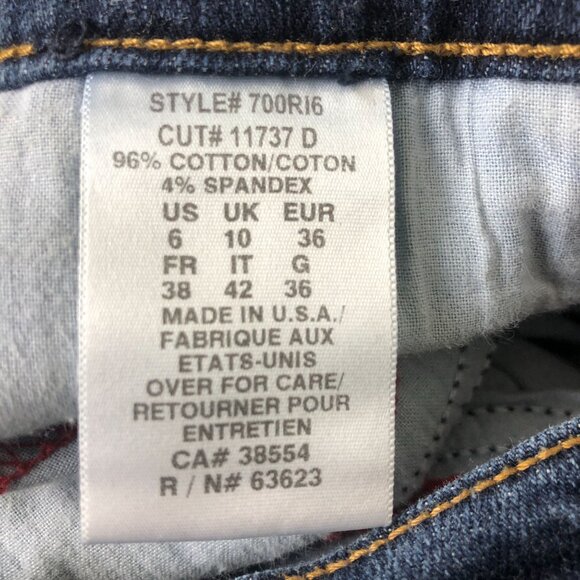 STYLE# 700RI6
CUT# 11737 D
96% COTTON/COTON
4% SPANDEX
US UK EUR
6 10 36
FR IT G
38 42 36
MADE IN U.S.A./
FABRIQUE AUX
ETATS-UNIS
OVER FOR CARE/
RETOURNER POUR
ENTRETIEN
CA# 38554
R / N# 63623